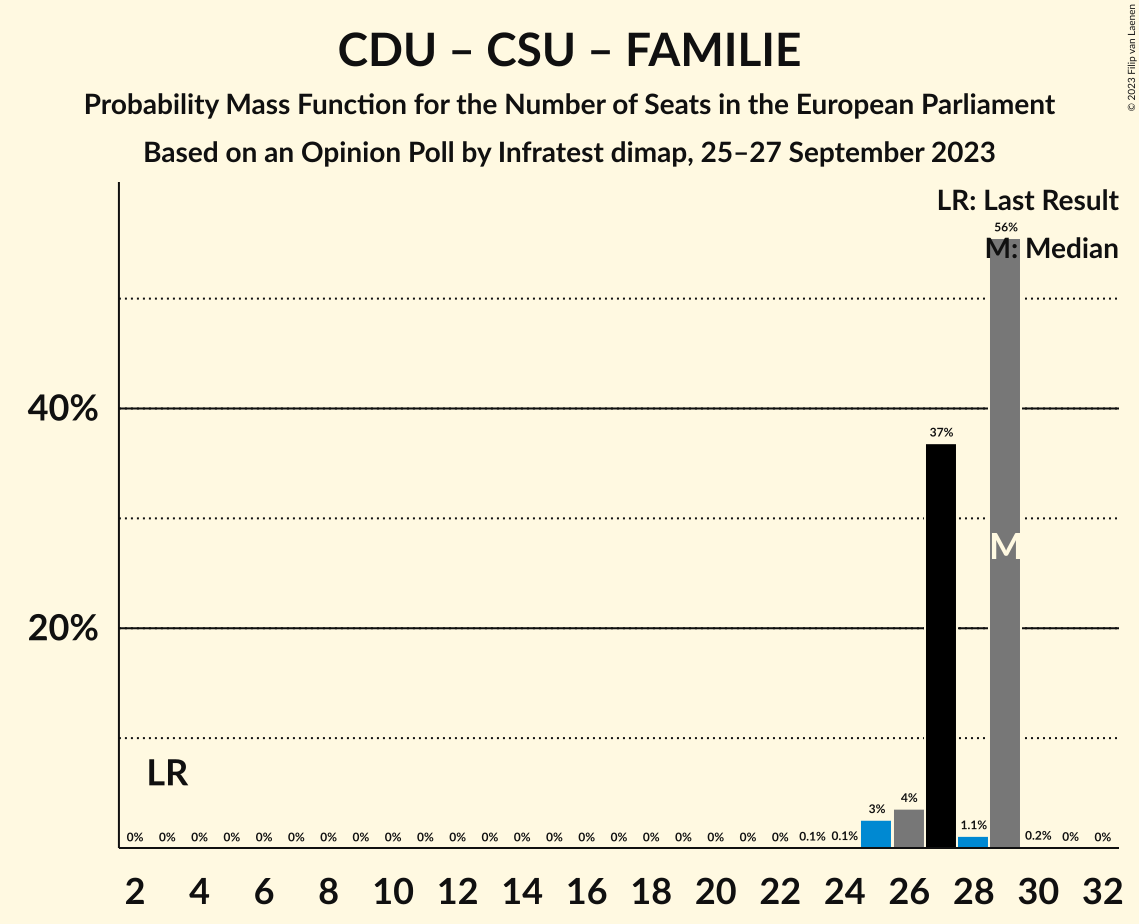 © 2023 Filip van Laenen
CDU – CSU – FAMILIE
Probability Mass Function for the Number of Seats in the European Parliament
Based on an Opinion Poll by Infratest dimap, 25–27 September 2023
LR: Last Result
56%
M: Median
40%
37%
M
20%
LR
3% 4% 1.1%
0% 0% 0% 0% 0% 0% 0% 0% 0% 0% 0% 0% 0% 0% 0% 0% 0% 0% 0% 0% 0% 0.1% 0.1% 0.2% 0% 0%
2 4 6 8 10 12 14 16 18 20 22 24 26 28 30 32